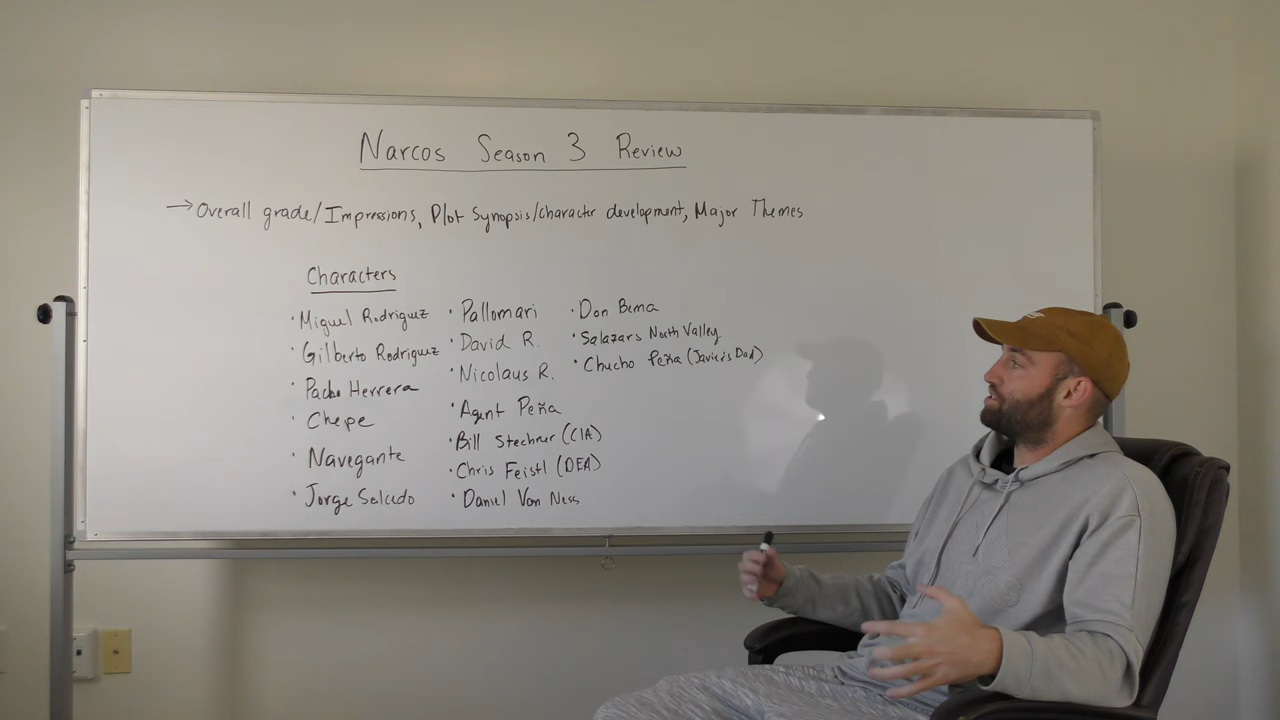 Narcos Season 3 Review
→ Overall grade/Impressions, Plot Synopsis/character development, Major Themes
Characters
· Miguel Rodriguez
· Gilberto Rodriguez
· Pacho Herrera
· Chepe
· Navegante
· Jorge Salcedo
· Pallomari
· David R.
· Nicolaus R.
· Agent Peña
· Bill Stechner (CIA)
· Chris Feistl (DEA)
· Daniel Van Ness
· Don Berna
· Salazars North Valley
· Chucho Peña (Javier's Dad)